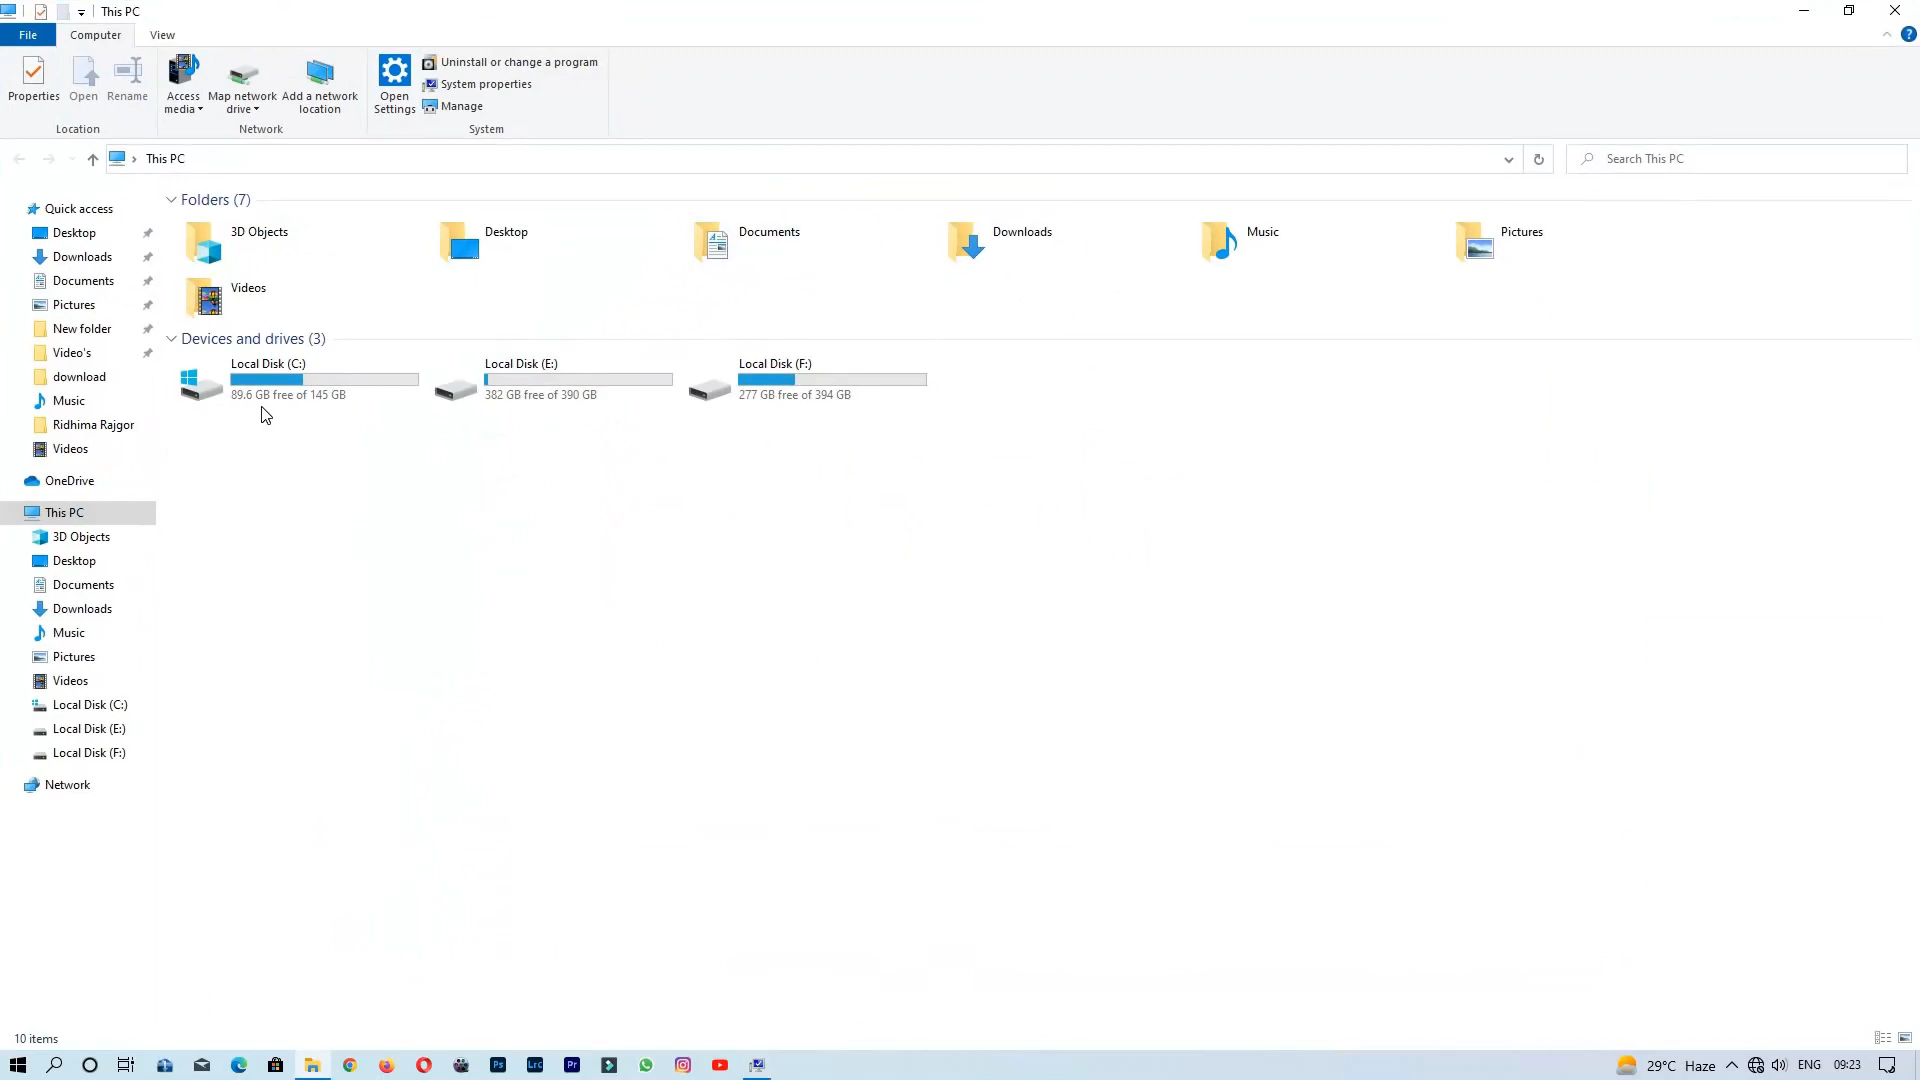 This PC
File
Computer
View
Properties
Open
Rename
Access media
Map network drive
Add a network location
Open Settings
Uninstall or change a program
System properties
Manage
Location
Network
System
This PC
Search This PC
Quick access
Desktop
Downloads
Documents
Pictures
New folder
Video's
download
Music
Ridhima Rajgor
Videos
OneDrive
This PC
3D Objects
Desktop
Documents
Downloads
Music
Pictures
Videos
Local Disk (C:)
Local Disk (E:)
Local Disk (F:)
Network
Folders (7)
3D Objects
Desktop
Documents
Downloads
Music
Pictures
Videos
Devices and drives (3)
Local Disk (C:)
89.6 GB free of 145 GB
Local Disk (E:)
382 GB free of 390 GB
Local Disk (F:)
277 GB free of 394 GB
10 items
Ps
Lrc
Pr
29°C Haze
ENG
09:23